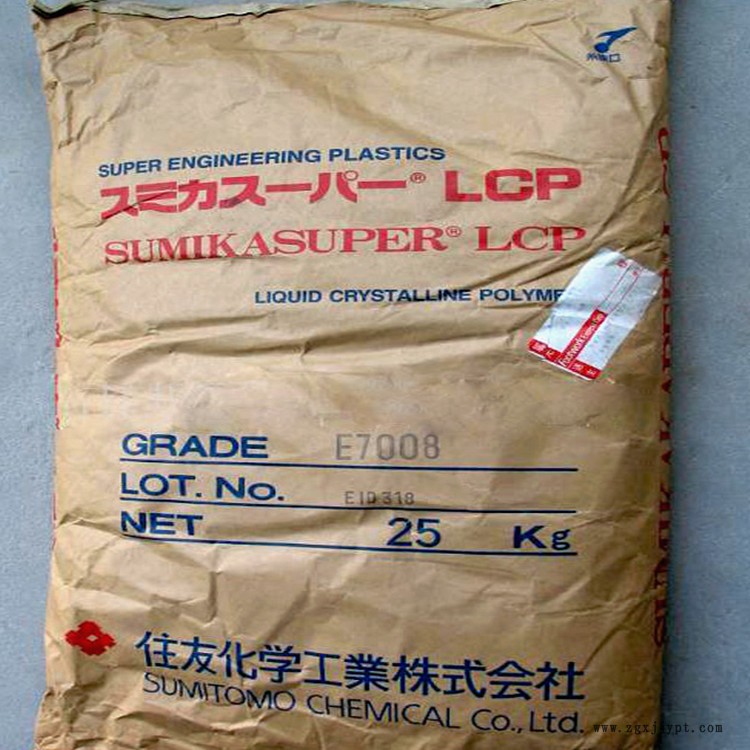 SUPER ENGINEERING PLASTICS
スミカスーパー® LCP
SUMIKASUPER® LCP
LIQUID CRYSTALLINE POLYME
GRADE E7008
LOT. No. EID318
NET 25 Kg
住友化学工業株式会社
SUMITOMO CHEMICAL Co., Ltd.
www.zgxjjypt.com